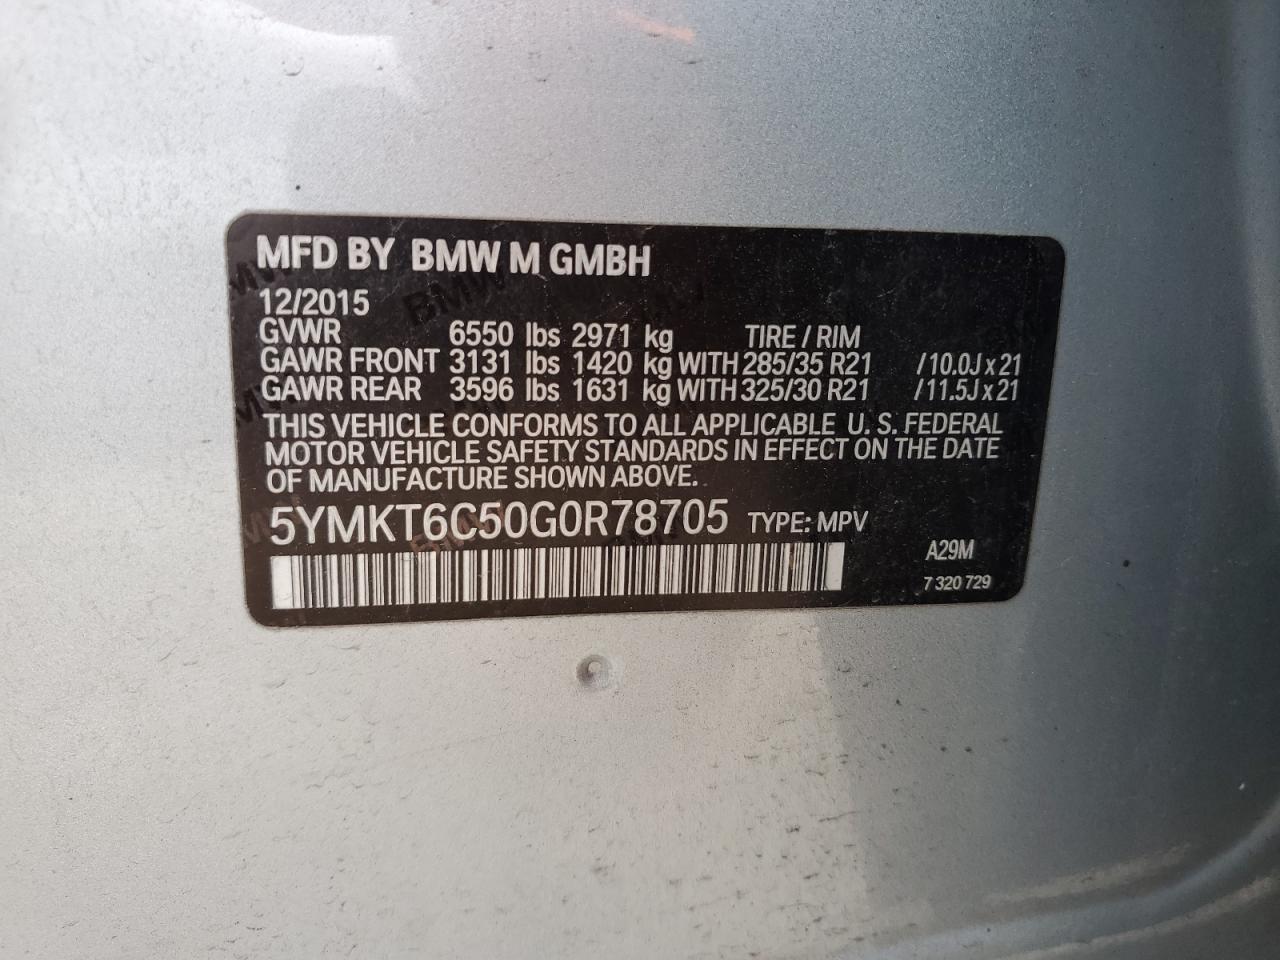 MFD BY BMW M GMBH
12/2015
GVWR 6550 lbs 2971 kg TIRE / RIM
GAWR FRONT 3131 lbs 1420 kg WITH 285/35 R21 /10.0J x 21
GAWR REAR 3596 lbs 1631 kg WITH 325/30 R21 /11.5J x 21
THIS VEHICLE CONFORMS TO ALL APPLICABLE U. S. FEDERAL
MOTOR VEHICLE SAFETY STANDARDS IN EFFECT ON THE DATE
OF MANUFACTURE SHOWN ABOVE.
5YMKT6C50G0R78705 TYPE: MPV
A29M
7 320 729